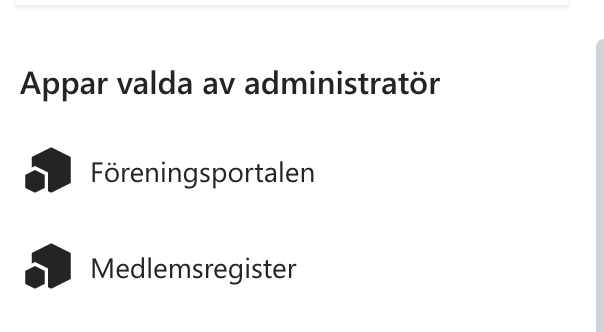 Appar valda av administratör
Föreningsportalen
Medlemsregister